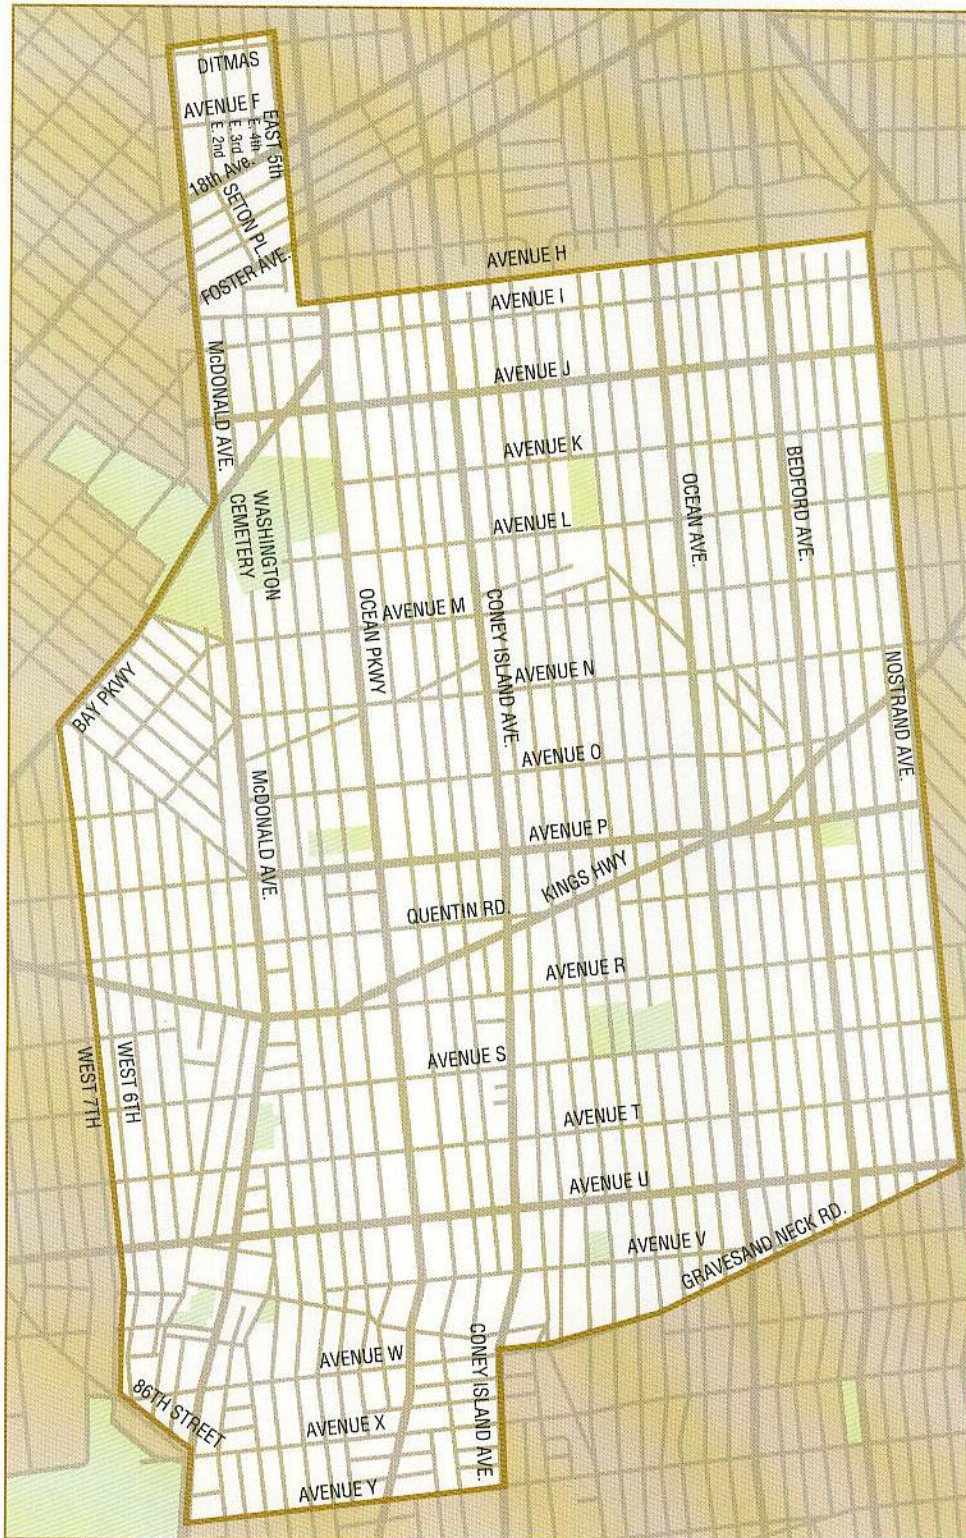 DITMAS
AVENUE F
EAST 5th
E. 4th
E. 3rd
E. 2nd
18th Ave.
SETON PL.
FOSTER AVE.
AVENUE H
AVENUE I
McDONALD AVE.
AVENUE J
AVENUE K
BEDFORD AVE.
OCEAN AVE.
WASHINGTON
CEMETERY
AVENUE L
OCEAN PKWY
AVENUE M
CONEY ISLAND AVE.
NOSTRAND AVE.
BAY PKWY
AVENUE N
AVENUE O
McDONALD AVE.
AVENUE P
KINGS HWY
QUENTIN RD.
AVENUE R
WEST 7TH
WEST 6TH
AVENUE S
AVENUE T
AVENUE U
AVENUE V
GRAVESAND NECK RD.
CONEY ISLAND AVE.
AVENUE W
86TH STREET
AVENUE X
AVENUE Y